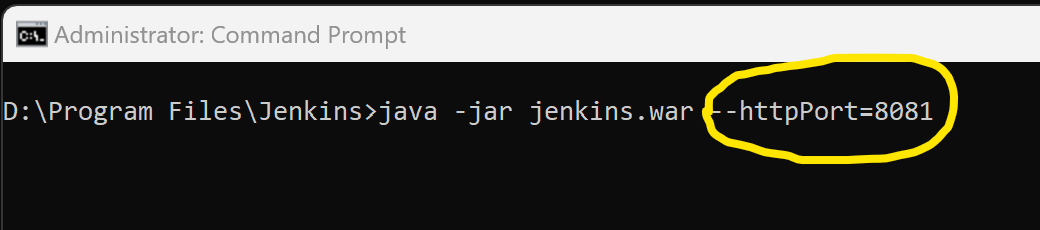 Administrator: Command Prompt
D:\Program Files\Jenkins>java -jar jenkins.war --httpPort=8081